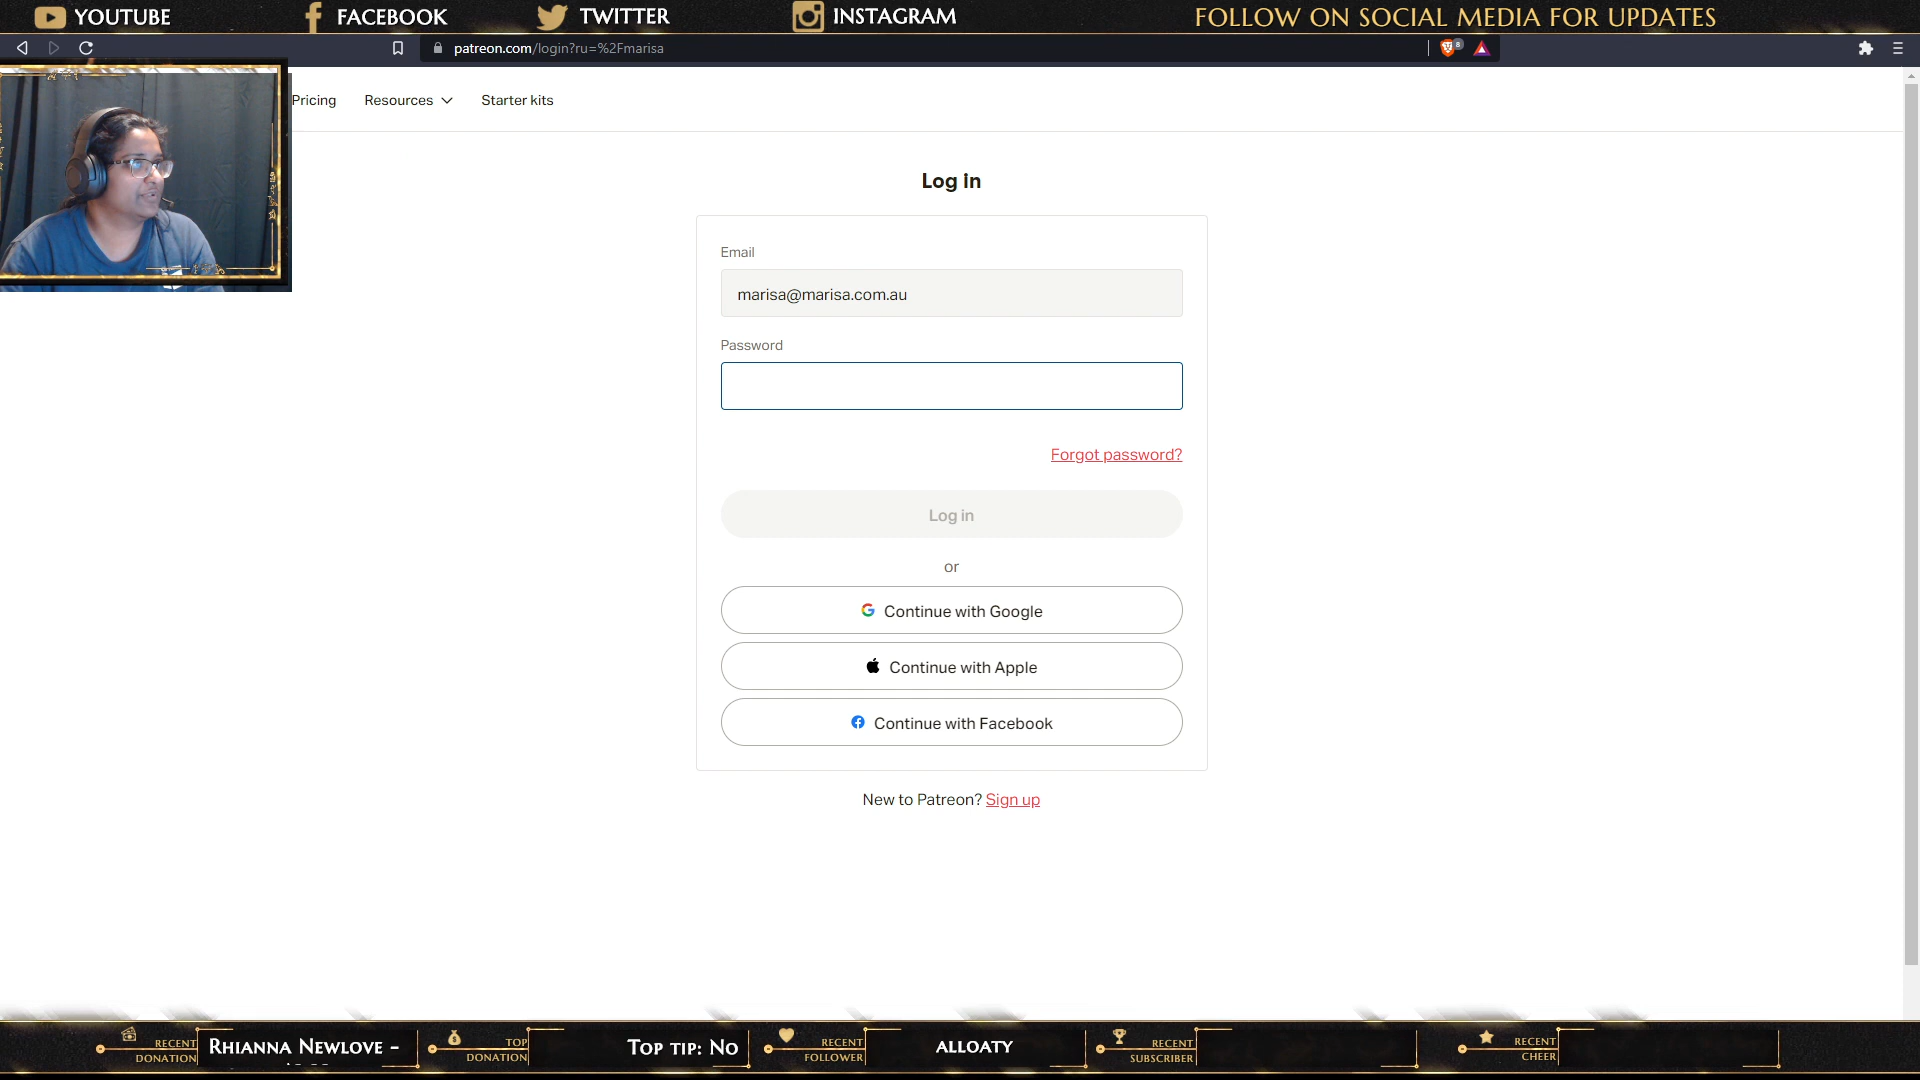 YOUTUBE
FACEBOOK
TWITTER
INSTAGRAM
FOLLOW ON SOCIAL MEDIA FOR UPDATES
patreon.com/login?ru=%2Fmarisa
8
Pricing
Resources
Starter kits
Log in
Email
marisa@marisa.com.au
Password
Forgot password?
Log in
or
Continue with Google
Continue with Apple
Continue with Facebook
New to Patreon? Sign up
RECENT DONATION
RHIANNA NEWLOVE -
TOP DONATION
TOP TIP: NO
RECENT FOLLOWER
ALLOATY
RECENT SUBSCRIBER
RECENT CHEER